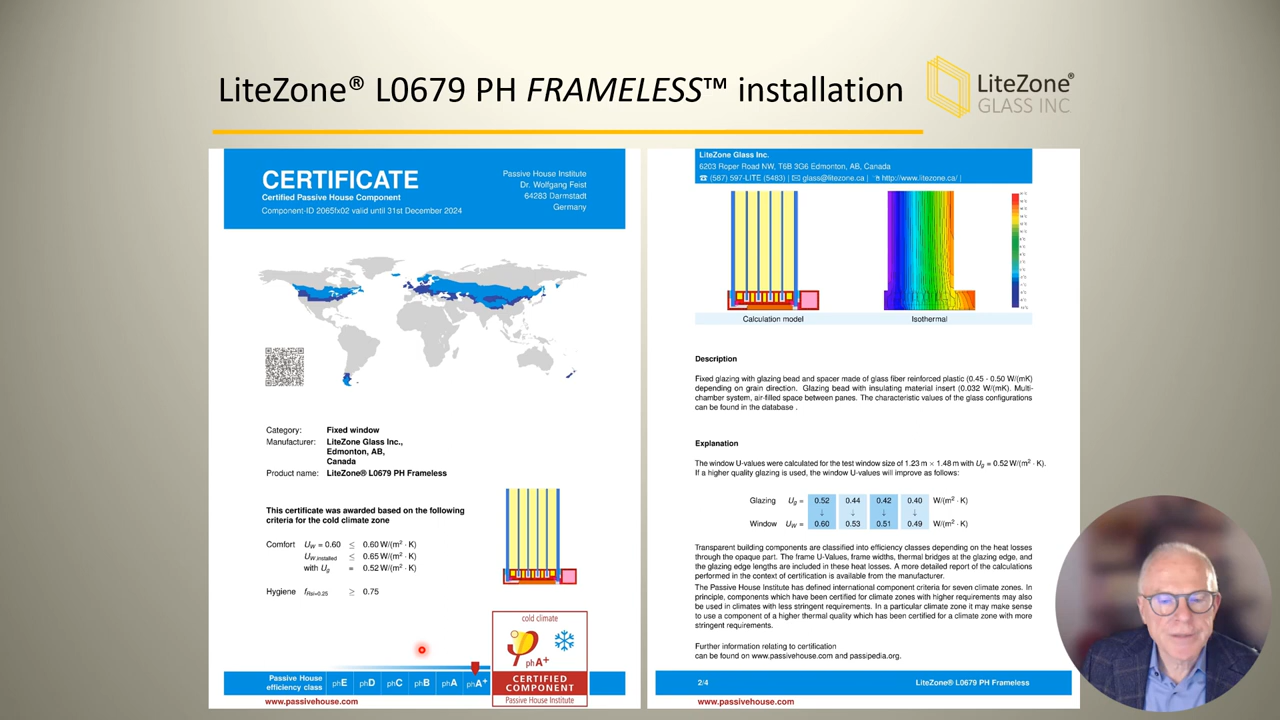 LiteZone® L0679 PH FRAMELESS™ installation
LiteZone®
GLASS INC
CERTIFICATE
Certified Passive House Component
Component-ID 2065fx02 valid until 31st December 2024
Passive House Institute
Dr. Wolfgang Feist
64283 Darmstadt
Germany
Category: Fixed window
Manufacturer: LiteZone Glass Inc.,
Edmonton, AB,
Canada
Product name: LiteZone® L0679 PH Frameless
This certificate was awarded based on the following
criteria for the cold climate zone
Comfort UW = 0.60 ≤ 0.60 W/(m² · K)
UW,installed ≤ 0.65 W/(m² · K)
with Ug = 0.52 W/(m² · K)
Hygiene fRsi=0.25 ≥ 0.75
cold climate
phA+
CERTIFIED
COMPONENT
Passive House Institute
Passive House
efficiency class
phE phD phC phB phA phA+
www.passivehouse.com
LiteZone Glass Inc.
6203 Roper Road NW, T6B 3G6 Edmonton, AB, Canada
☎ (587) 597-LITE (5483) | ✉ glass@litezone.ca | http://www.litezone.ca/ |
Calculation model
Isothermal
Description
Fixed glazing with glazing bead and spacer made of glass fiber reinforced plastic (0.45 - 0.50 W/(mK)
depending on grain direction. Glazing bead with insulating material insert (0.032 W/(mK). Multi-
chamber system, air-filled space between panes. The characteristic values of the glass configurations
can be found in the database .
Explanation
The window U-values were calculated for the test window size of 1.23 m × 1.48 m with Ug = 0.52 W/(m² · K).
If a higher quality glazing is used, the window U-values will improve as follows:
Glazing Ug = 0.52 0.44 0.42 0.40 W/(m² · K)
↓ ↓ ↓ ↓
Window UW = 0.60 0.53 0.51 0.49 W/(m² · K)
Transparent building components are classified into efficiency classes depending on the heat losses
through the opaque part. The frame U-Values, frame widths, thermal bridges at the glazing edge, and
the glazing edge lengths are included in these heat losses. A more detailed report of the calculations
performed in the context of certification is available from the manufacturer.
The Passive House Institute has defined international component criteria for seven climate zones. In
principle, components which have been certified for climate zones with higher requirements may also
be used in climates with less stringent requirements. In a particular climate zone it may make sense
to use a component of a higher thermal quality which has been certified for a climate zone with more
stringent requirements.
Further information relating to certification
can be found on www.passivehouse.com and passipedia.org.
2/4
LiteZone® L0679 PH Frameless
www.passivehouse.com